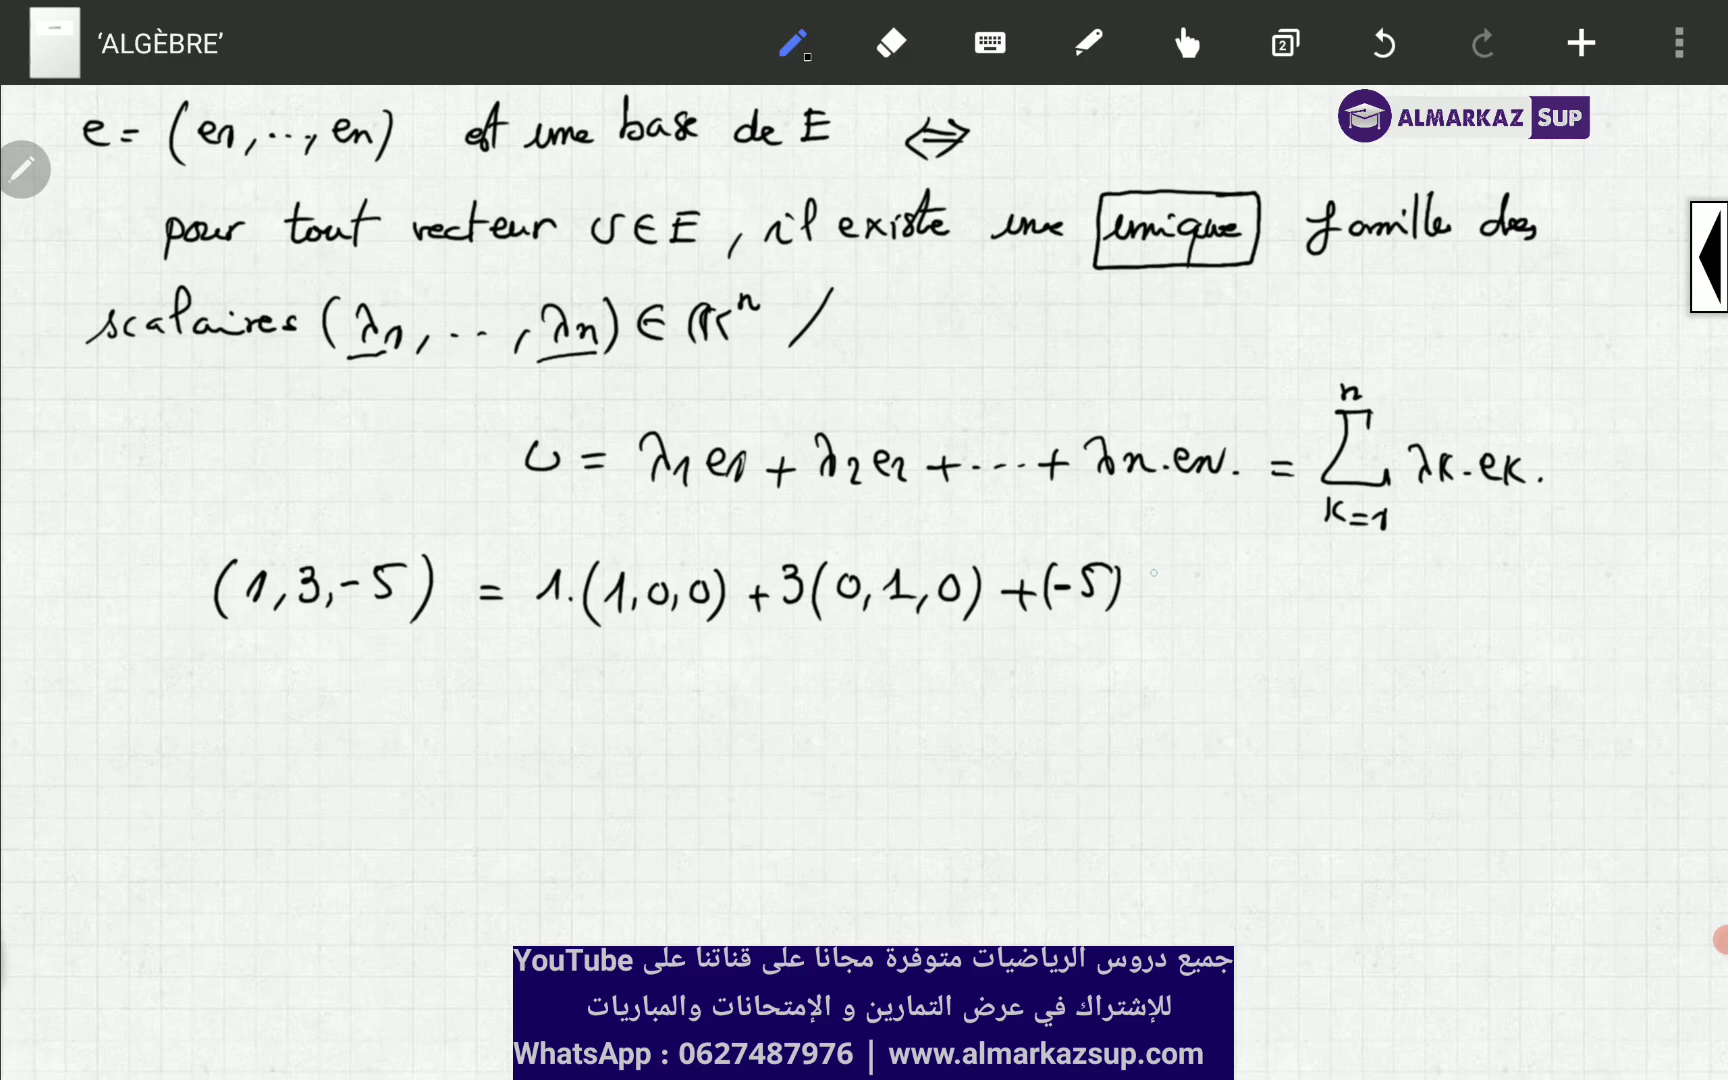 ‘ALGÈBRE’
2
ALMARKAZ SUP
e = (e1, .., en) est une base de E ⇔
pour tout vecteur U ∈ E, il existe une unique famille des
scalaires (λ1, ..., λn) ∈ ℝⁿ /
U = λ1 e1 + λ2 e2 + ... + λn.en. = ∑_{k=1}^{n} λk.ek.
(1, 3, -5) = 1.(1, 0, 0) + 3(0, 1, 0) + (-5)
جميع دروس الرياضيات متوفرة مجانا على قناتنا على YouTube
للإشتراك في عرض التمارين و الإمتحانات والمباريات
WhatsApp : 0627487976 | www.almarkazsup.com